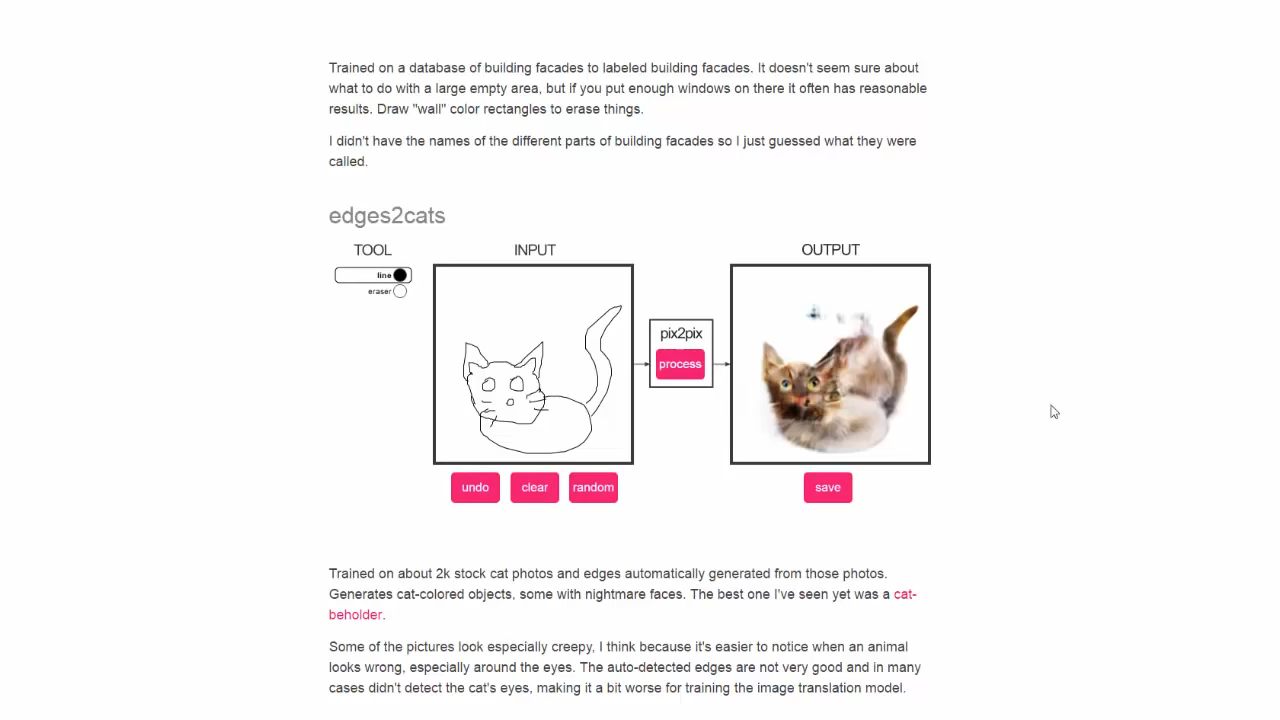 Trained on a database of building facades to labeled building facades. It doesn't seem sure about
what to do with a large empty area, but if you put enough windows on there it often has reasonable
results. Draw "wall" color rectangles to erase things.
I didn't have the names of the different parts of building facades so I just guessed what they were
called.
edges2cats
TOOL
INPUT
OUTPUT
line
eraser
pix2pix
process
undo
clear
random
save
Trained on about 2k stock cat photos and edges automatically generated from those photos.
Generates cat-colored objects, some with nightmare faces. The best one I've seen yet was a cat-
beholder.
Some of the pictures look especially creepy, I think because it's easier to notice when an animal
looks wrong, especially around the eyes. The auto-detected edges are not very good and in many
cases didn't detect the cat's eyes, making it a bit worse for training the image translation model.